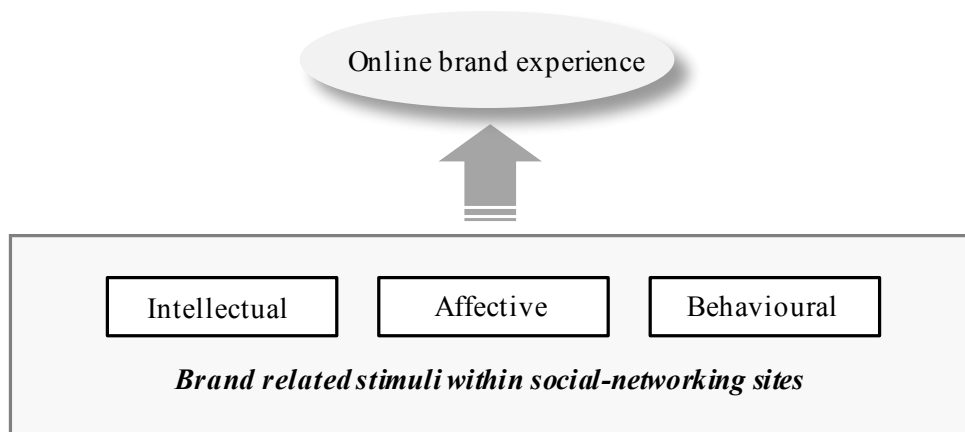 Online brand experience
Intellectual Affective Behavioural
Brand related stimuli within social-networking sites